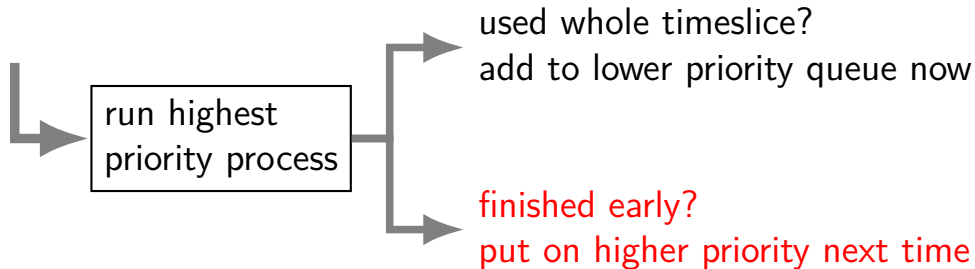 used whole timeslice?
add to lower priority queue now
run highest
priority process
finished early?
put on higher priority next time